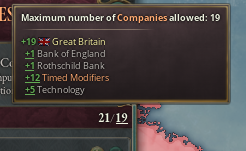 Maximum number of Companies allowed: 19
+19 Great Britain
+1 Bank of England
+1 Rothschild Bank
+12 Timed Modifiers
+5 Technology
21/19